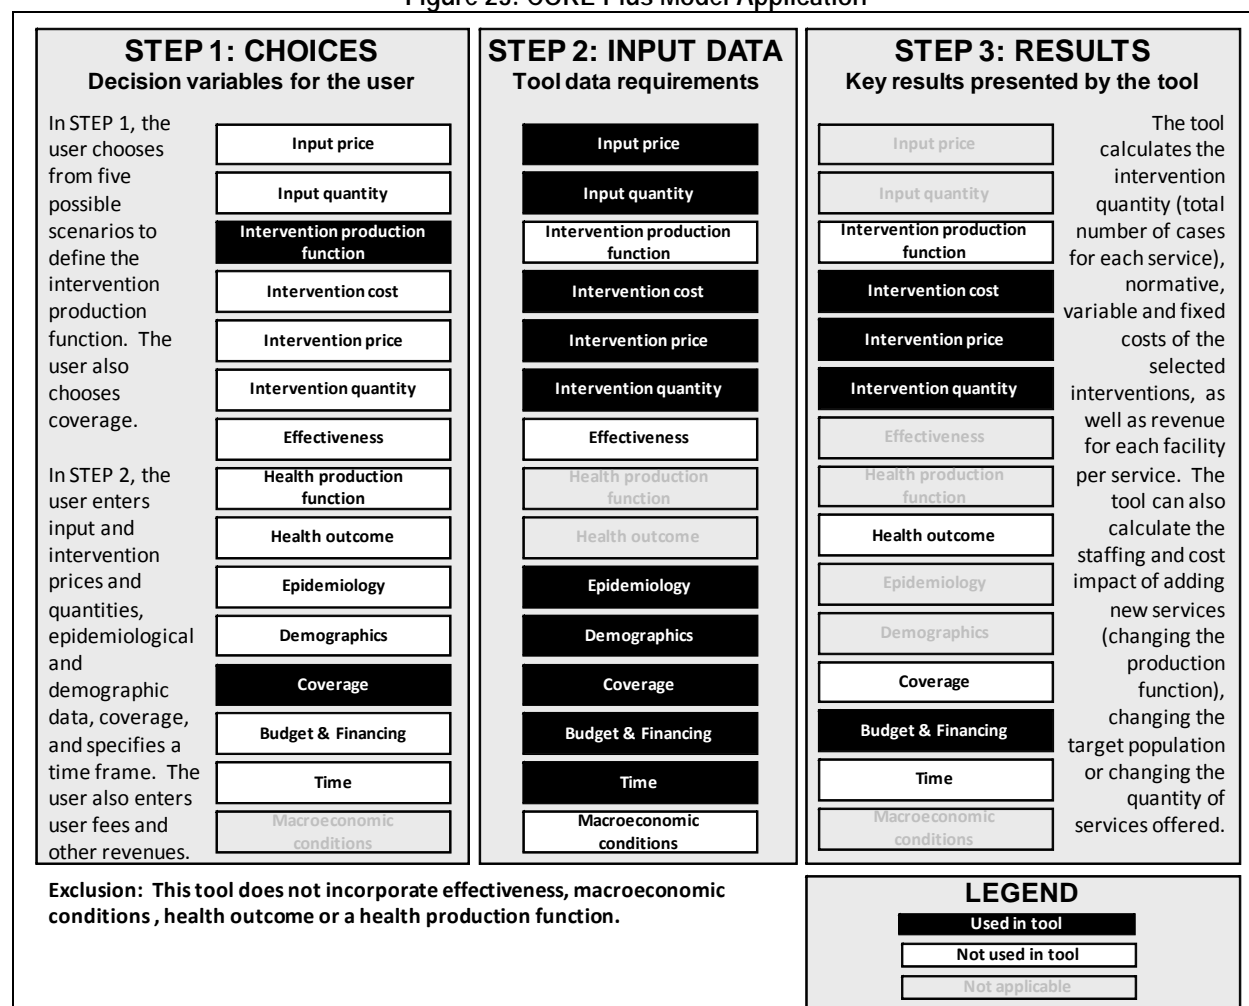 Figure 25: CORE Plus Model Application
STEP 1: CHOICES
Decision variables for the user
In STEP 1, the
user chooses
from five
possible
scenarios to
define the
intervention
production
function. The
user also
chooses
coverage.
In STEP 2, the
user enters
input and
intervention
prices and
quantities,
epidemiological
and
demographic
data, coverage,
and specifies a
time frame. The
user also enters
user fees and
other revenues.
Input price
Input quantity
Intervention production
function
Intervention cost
Intervention price
Intervention quantity
Effectiveness
Health production
function
Health outcome
Epidemiology
Demographics
Coverage
Budget & Financing
Time
Macroeconomic
conditions
STEP 2: INPUT DATA
Tool data requirements
Input price
Input quantity
Intervention production
function
Intervention cost
Intervention price
Intervention quantity
Effectiveness
Health production
function
Health outcome
Epidemiology
Demographics
Coverage
Budget & Financing
Time
Macroeconomic
conditions
STEP 3: RESULTS
Key results presented by the tool
Input price
Input quantity
Intervention production
function
Intervention cost
Intervention price
Intervention quantity
Effectiveness
Health production
function
Health outcome
Epidemiology
Demographics
Coverage
Budget & Financing
Time
Macroeconomic
conditions
The tool
calculates the
intervention
quantity (total
number of cases
for each service),
normative,
variable and fixed
costs of the
selected
interventions, as
well as revenue
for each facility
per service. The
tool can also
calculate the
staffing and cost
impact of adding
new services
(changing the
production
function),
changing the
target population
or changing the
quantity of
services offered.
Exclusion: This tool does not incorporate effectiveness, macroeconomic
conditions , health outcome or a health production function.
LEGEND
Used in tool
Not used in tool
Not applicable